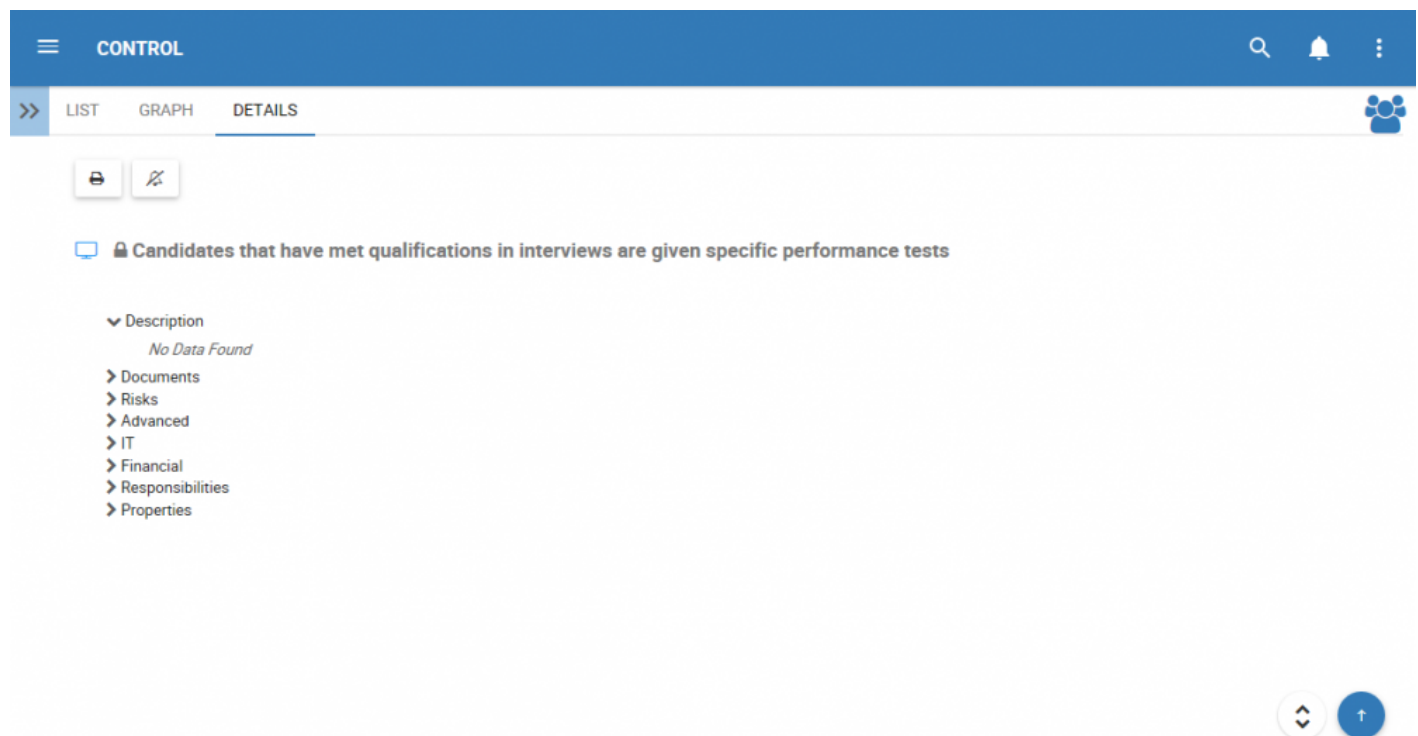 CONTROL
LIST GRAPH DETAILS
Candidates that have met qualifications in interviews are given specific performance tests
Description
No Data Found
Documents
Risks
Advanced
IT
Financial
Responsibilities
Properties